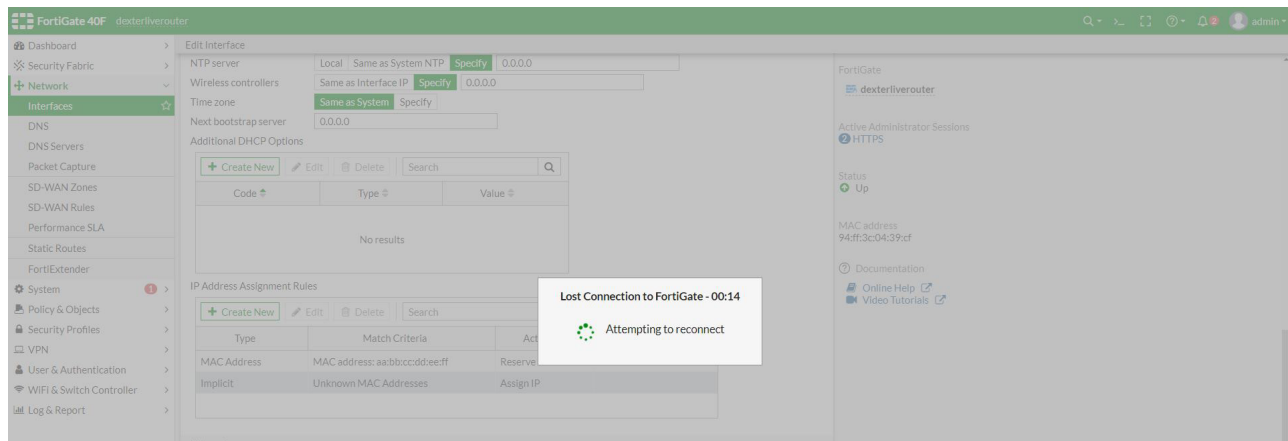 FortiGate 40F dexterliverouter
2
admin
Dashboard
Security Fabric
Network
Interfaces
DNS
DNS Servers
Packet Capture
SD-WAN Zones
SD-WAN Rules
Performance SLA
Static Routes
FortiExtender
System 1
Policy & Objects
Security Profiles
VPN
User & Authentication
WiFi & Switch Controller
Log & Report
Edit Interface
NTP server Local Same as System NTP Specify 0.0.0.0
Wireless controllers Same as Interface IP Specify 0.0.0.0
Time zone Same as System Specify
Next bootstrap server 0.0.0.0
Additional DHCP Options
Create New Edit Delete Search
Code Type Value
No results
IP Address Assignment Rules
Create New Edit Delete Search
Type Match Criteria Act
MAC Address MAC address: aa:bb:cc:dd:ee:ff Reserve
Implicit Unknown MAC Addresses Assign IP
Lost Connection to FortiGate - 00:14
Attempting to reconnect
FortiGate
dexterliverouter
Active Administrator Sessions
2 HTTPS
Status
Up
MAC address
94:ff:3c:04:39:cf
Documentation
Online Help
Video Tutorials